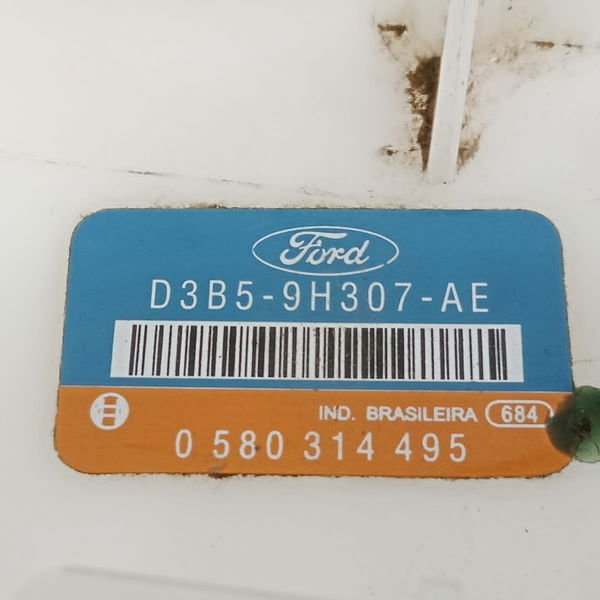 Ford
D3B5-9H307-AE
IND. BRASILEIRA 684
0 580 314 495